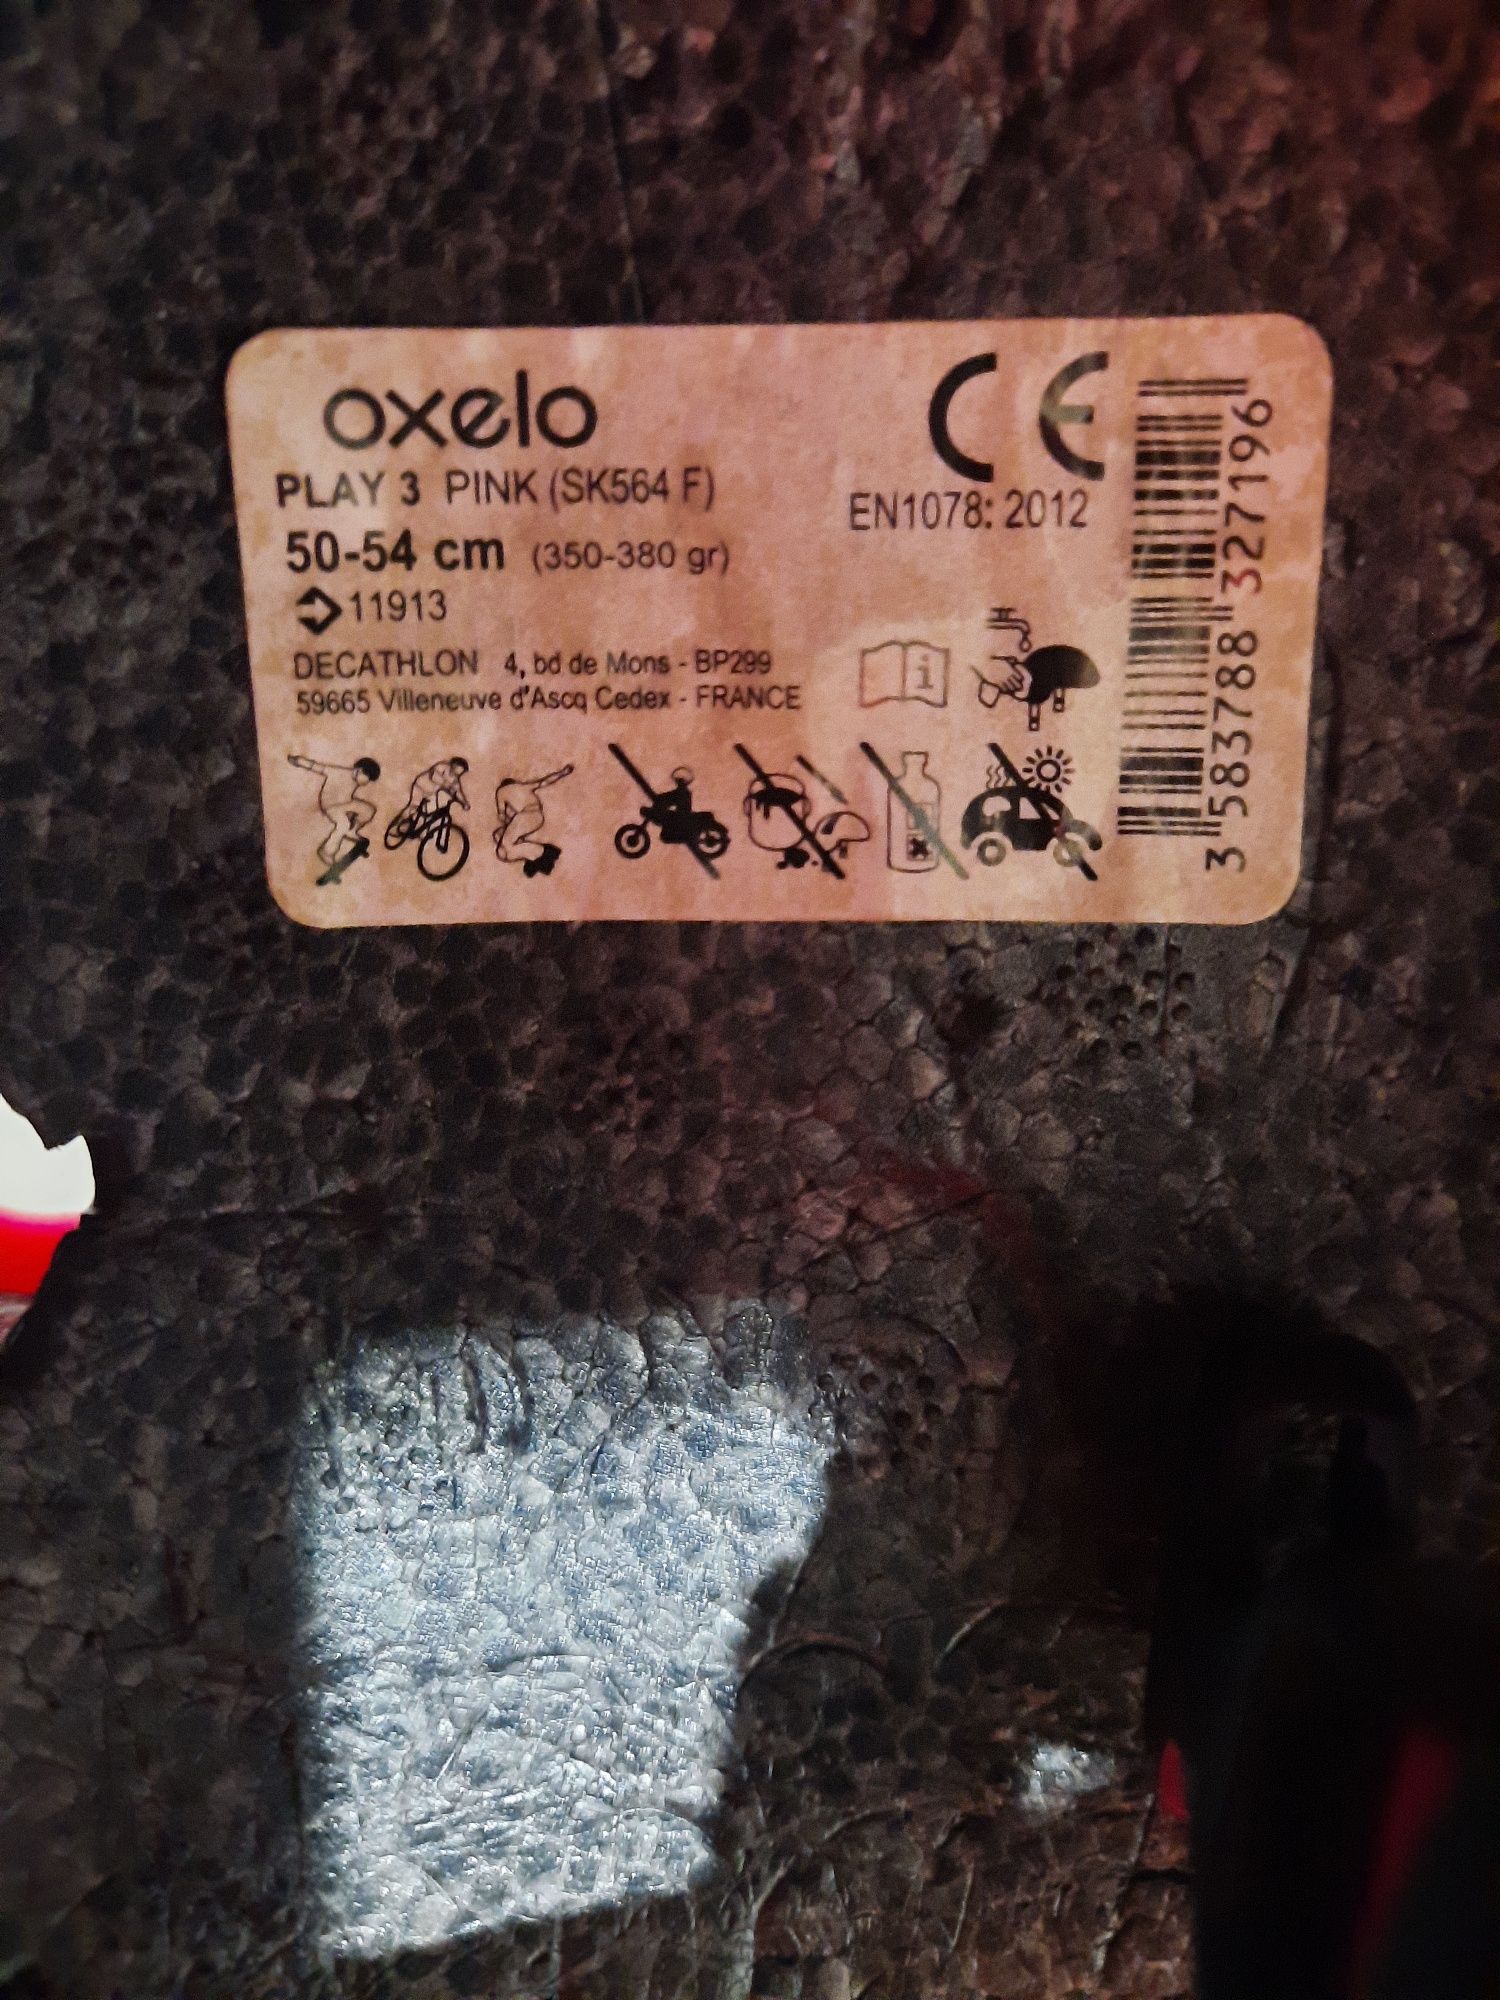 oxelo
CE
PLAY 3 PINK (SK564 F)
EN1078: 2012
50-54 cm (350-380 gr)
11913
DECATHLON 4, bd de Mons - BP299
59665 Villeneuve d'Ascq Cedex - FRANCE
i
3 583788 327196